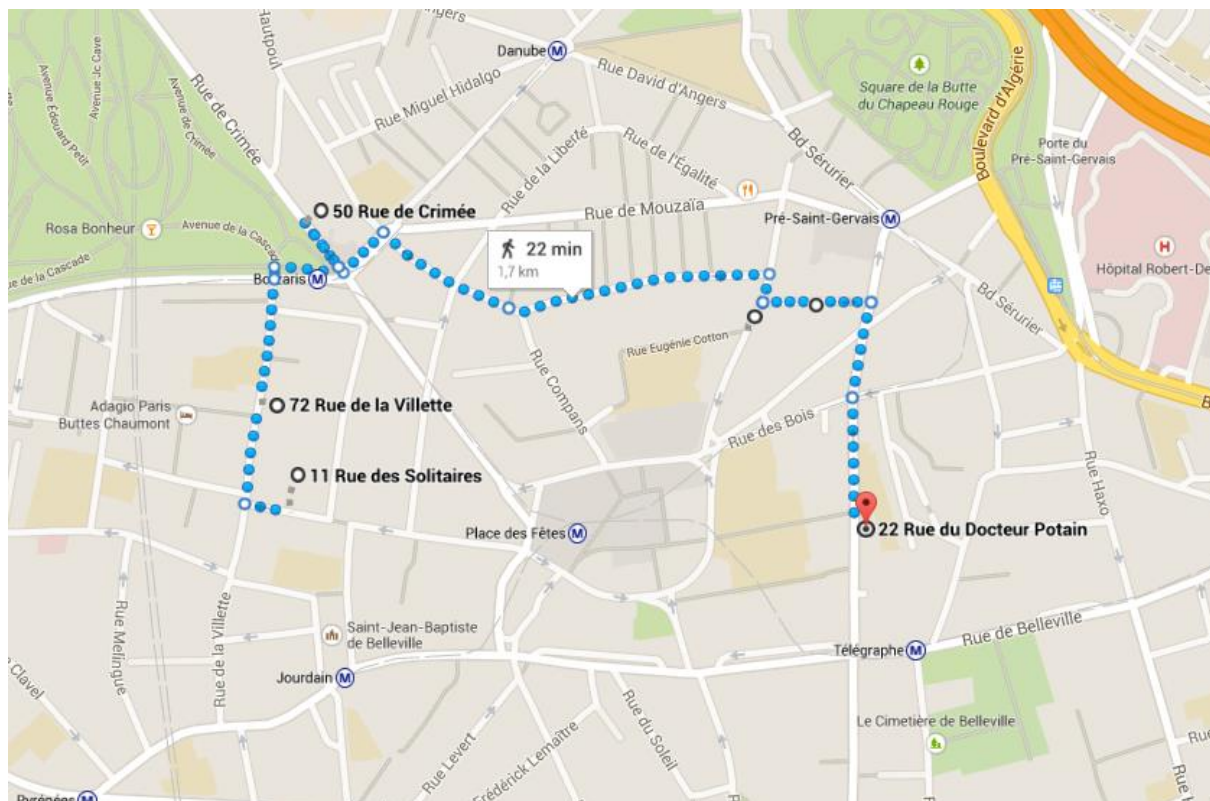 Hautpoul
Angers
Danube
M
Avenue Jc Cave
Avenue de Crimée
Avenue Édouard Petit
Rue de Crimée
Rue Miguel Hidalgo
Rue David d'Angers
Square de la Butte
du Chapeau Rouge
Boulevard d'Algérie
Rue de la Liberté
Rue de l'Égalité
Bd Sérurier
Porte du
Pré-Saint-Gervais
50 Rue de Crimée
Rue de Mouzaïa
Pré-Saint-Gervais
M
Rosa Bonheur
Avenue de la Cascade
ue de la Cascade
22 min
1,7 km
H
Hôpital Robert-De
Botzaris
M
Bd Sérurier
Rue Eugénie Cotton
Rue Compans
72 Rue de la Villette
Adagio Paris
Buttes Chaumont
Rue des Bois
B
11 Rue des Solitaires
Rue Haxo
Place des Fêtes
M
22 Rue du Docteur Potain
Rue Mélingue
Rue de la Villette
Saint-Jean-Baptiste
de Belleville
Rue de Belleville
Télégraphe
M
Jourdain
M
Clavel
Rue Levert
Frédérick Lemaître
Rue du Soleil
Le Cimetière de Belleville
Rue H
Pyrénées
M